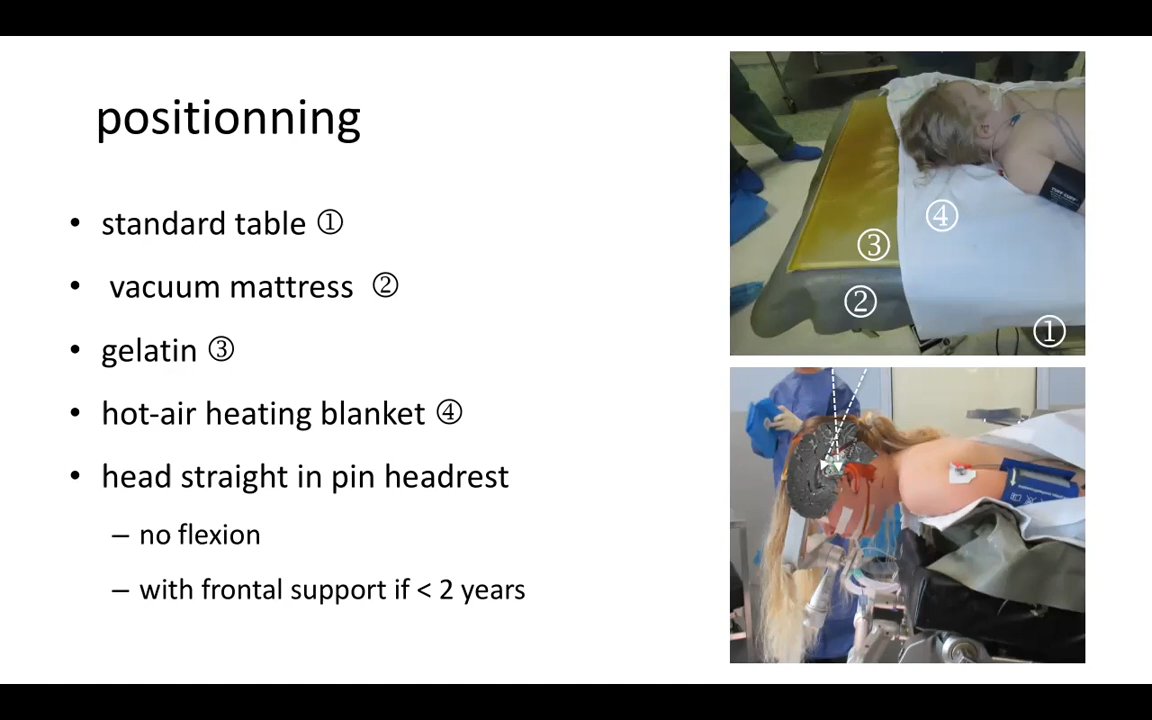 positionning
• standard table ①
• vacuum mattress ②
• gelatin ③
• hot-air heating blanket ④
• head straight in pin headrest
– no flexion
– with frontal support if < 2 years
④
③
②
①